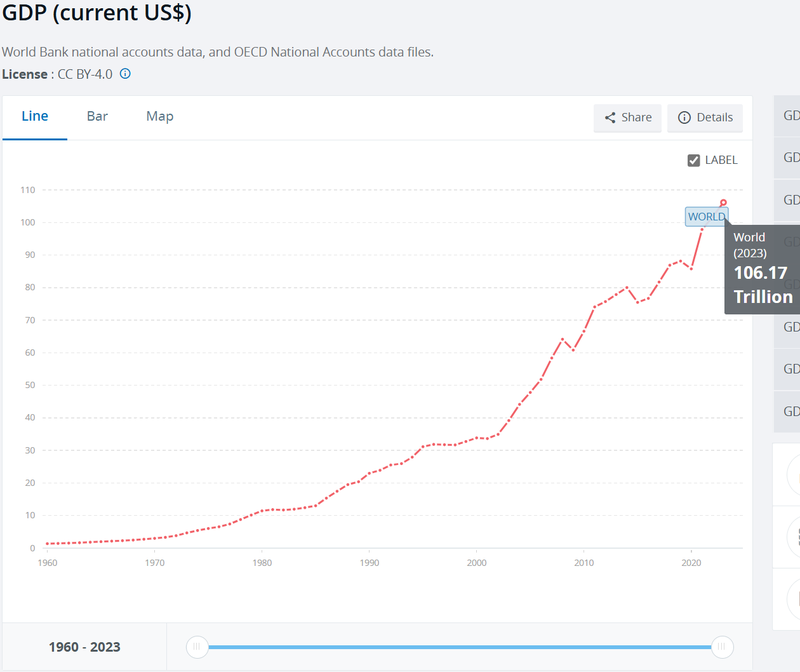 GDP (current US$)
World Bank national accounts data, and OECD National Accounts data files.
License : CC BY-4.0
Line
Bar
Map
Share
Details
LABEL
110
100
90
80
70
60
50
40
30
20
10
0
1960
1970
1980
1990
2000
2010
2020
WORLD
World
(2023)
106.17
Trillion
1960 - 2023
GD
GD
GD
GD
GD
GD